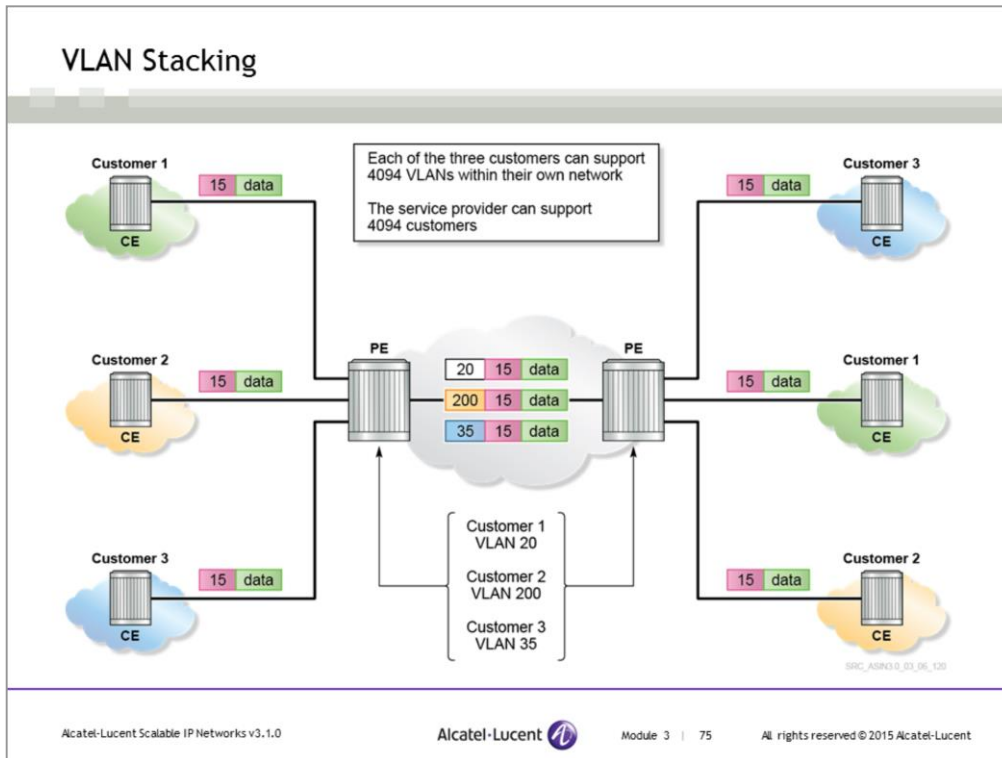 VLAN Stacking
Each of the three customers can support
4094 VLANs within their own network
The service provider can support
4094 customers
Customer 1
15 data
CE
Customer 3
15 data
CE
Customer 2
15 data
CE
PE
20 15 data
200 15 data
35 15 data
PE
Customer 1
15 data
CE
Customer 3
15 data
CE
Customer 1
VLAN 20
Customer 2
VLAN 200
Customer 3
VLAN 35
Customer 2
15 data
CE
SRC_ASIN3.0_03_06_120
Alcatel-Lucent Scalable IP Networks v3.1.0
Alcatel·Lucent
Module 3 | 75
All rights reserved © 2015 Alcatel-Lucent